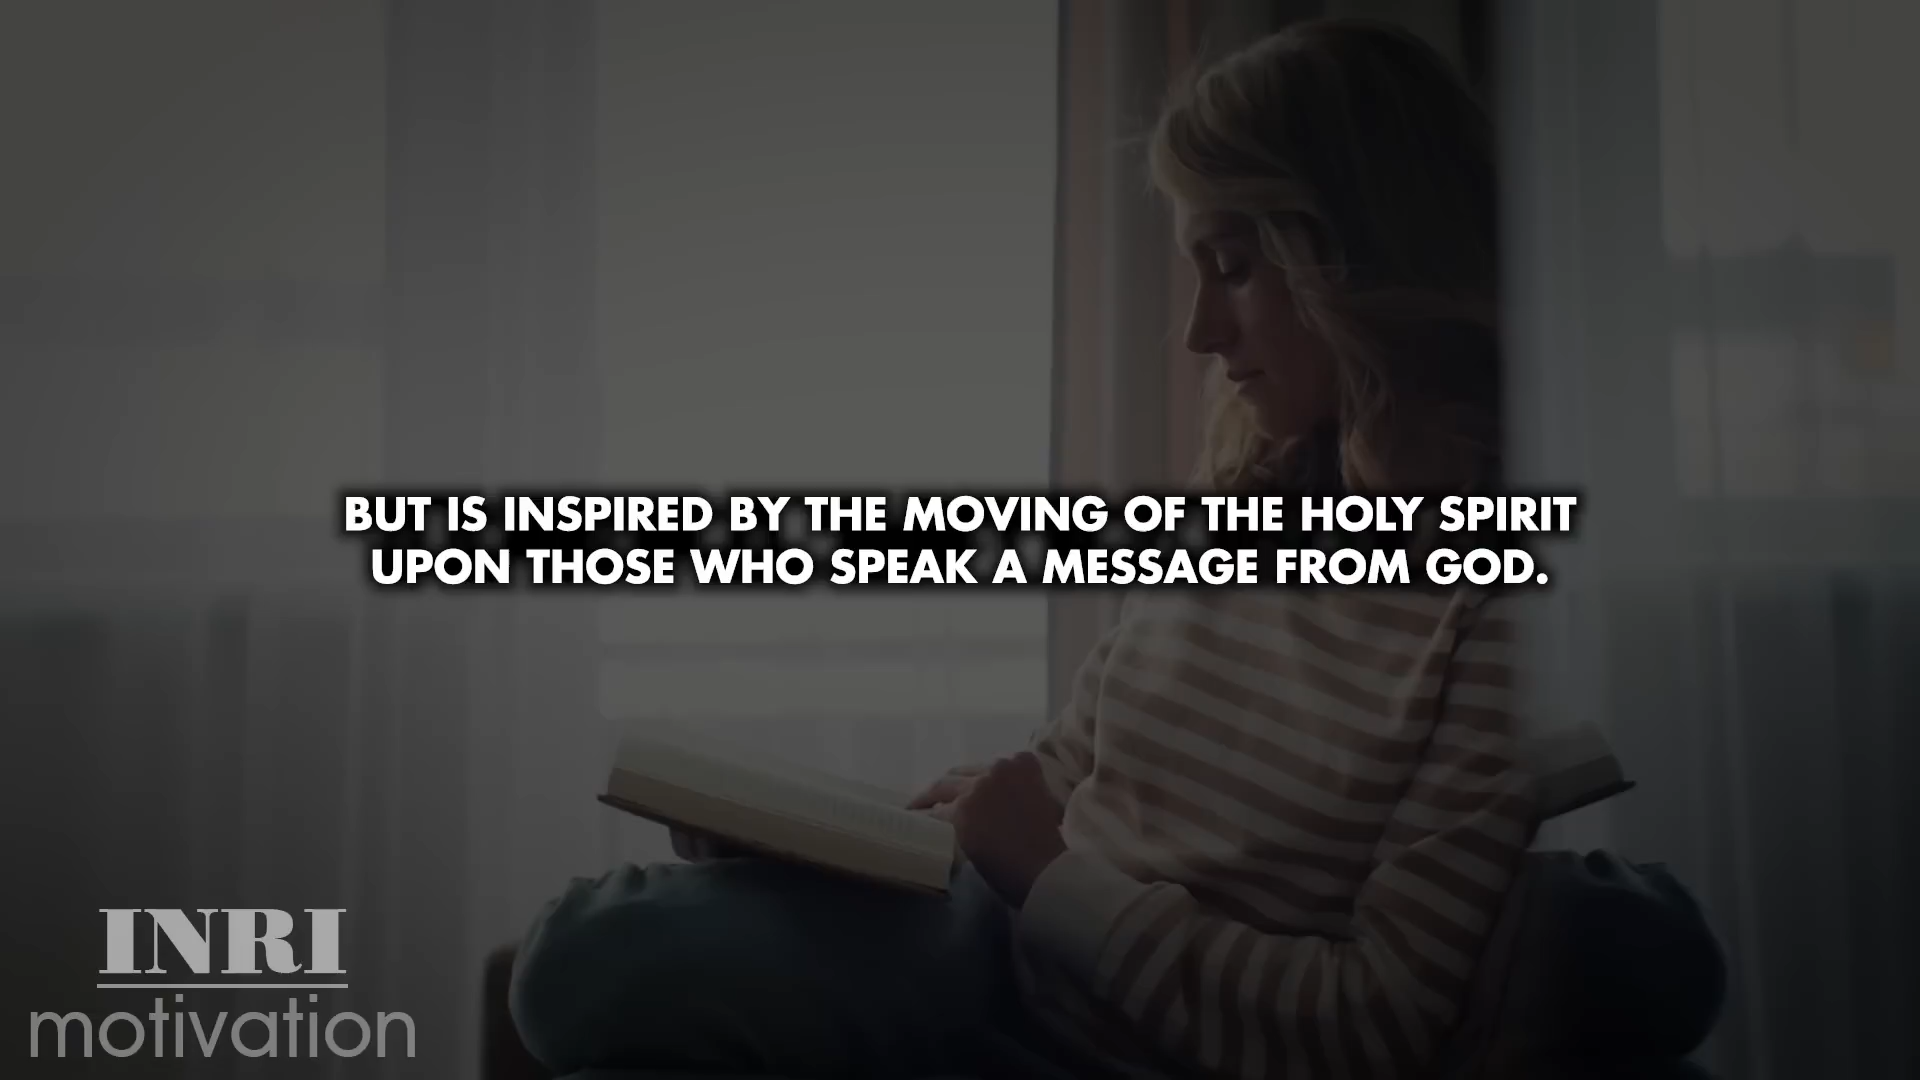 BUT IS INSPIRED BY THE MOVING OF THE HOLY SPIRIT
UPON THOSE WHO SPEAK A MESSAGE FROM GOD.
INRI
motivation